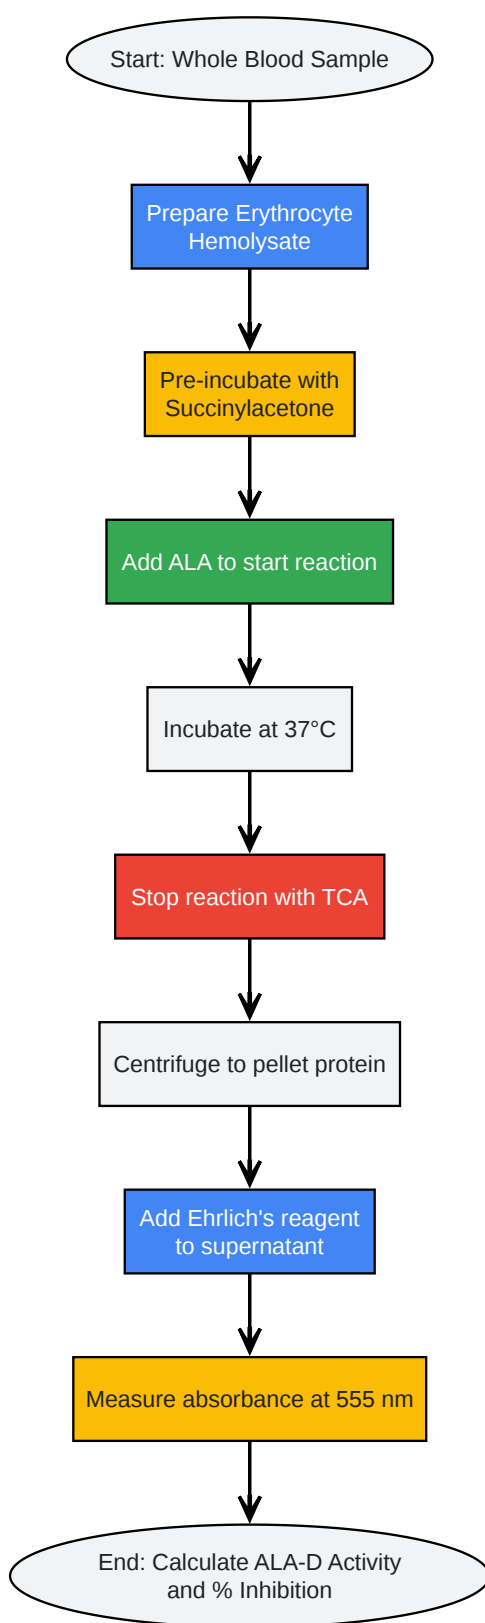 Start: Whole Blood Sample
Prepare Erythrocyte
Hemolysate
Pre-incubate with
Succinylacetone
Add ALA to start reaction
Incubate at 37°C
Stop reaction with TCA
Centrifuge to pellet protein
Add Ehrlich's reagent
to supernatant
Measure absorbance at 555 nm
End: Calculate ALA-D Activity
and % Inhibition